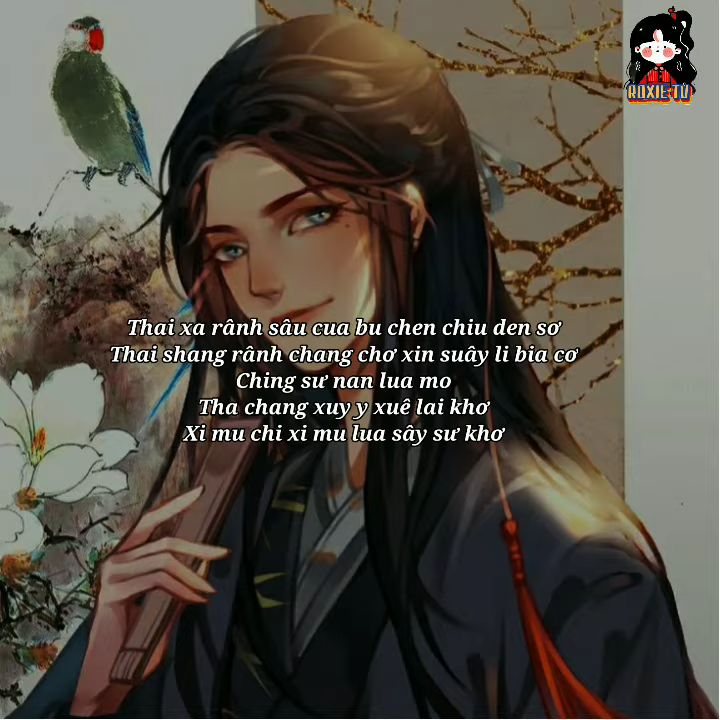 ROXIE TÚ
Thai xa rânh sâu cua bu chen chiu den sơ
Thai shang rânh chang chơ xin suây li bia cơ
Ching sư nan lua mo
Tha chang xuy y xuê lai khơ
Xi mu chi xi mu lua sây sư khơ